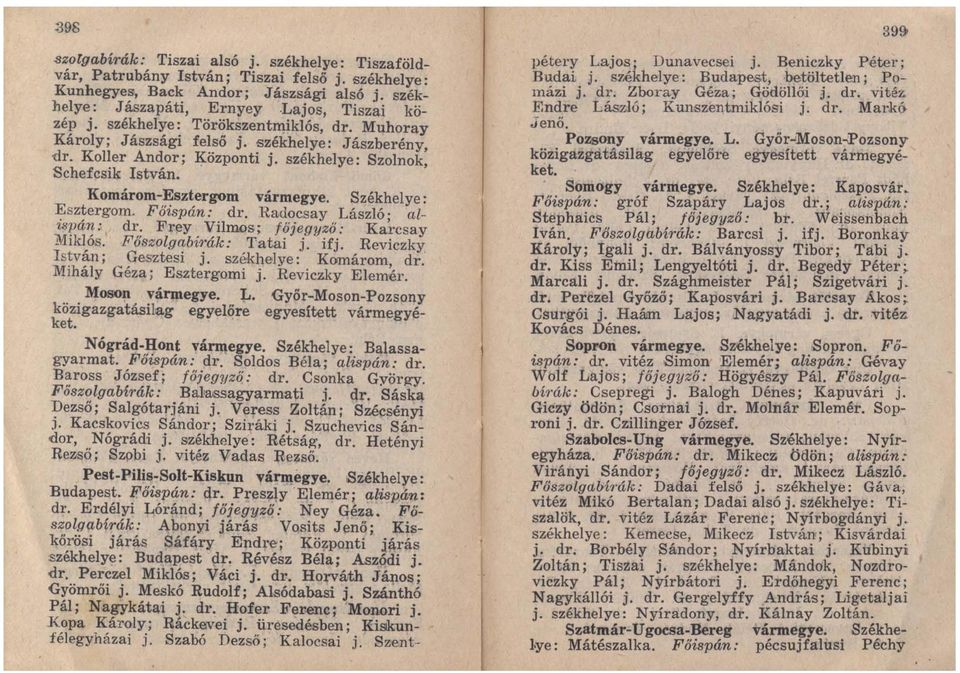 398
szolgabírák: Tiszai alsó j. székhelye: Tiszaföld-
vár, Patrubány István; Tiszai felső j. székhelye:
Kunhegyes, Back Andor; Jászsági alsó j. szék-
helye: Jászapáti, Ernyey Lajos, Tiszai kö-
zép j. székhelye: Törökszentmiklós, dr. Muhoray
Károly; Jászsági felső j. székhelye: Jászberény,
dr. Koller Andor; Központi j. székhelye: Szolnok,
Schefcsik István.
Komárom-Esztergom vármegye. Székhelye:
Esztergom. Főispán: dr. Radocsay László; al-
ispán: dr. Frey Vilmos; főjegyző: Karcsay
Miklós. Főszolgabírák: Tatai j. ifj. Reviczky
István; Gesztesi j. székhelye: Komárom, dr.
Mihály Géza; Esztergomi j. Reviczky Elemér.
Moson vármegye. L. Győr-Moson-Pozsony
közigazgatásilag egyelőre egyesített vármegyé-
ket.
Nógrád-Hont vármegye. Székhelye: Balassa-
gyarmat. Főispán: dr. Soldos Béla; alispán: dr.
Baross József; főjegyző: dr. Csonka György.
Főszolgabírák: Balassagyarmati j. dr. Sáska
Dezső; Salgótarjáni j. Veress Zoltán; Szécsényi
j. Kacskovics Sándor; Sziráki j. Szuchevics Sán-
dor, Nógrádi j. székhelye: Rétság, dr. Hetényi
Rezső; Szobi j. vitéz Vadas Rezső.
Pest-Pilis-Solt-Kiskun vármegye. Székhelye:
Budapest. Főispán: dr. Preszly Elemér; alispán:
dr. Erdélyi Lóránd; főjegyző: Ney Géza. Fő-
szolgabírák: Abonyi járás Vosits Jenő; Kis-
kőrösi járás Sáfáry Endre; Központi járás
székhelye: Budapest dr. Révész Béla; Aszódi j.
dr. Perczel Miklós; Váci j. dr. Horváth János;
Gyömrői j. Meskó Rudolf; Alsódabasi j. Szánthó
Pál; Nagykátai j. dr. Hofer Ferenc; Monori j.
Kopa Károly; Ráckevei j. üresedésben; Kiskun-
félegyházai j. Szabó Dezső; Kalocsai j. Szent-
399
pétery Lajos; Dunavecsei j. Beniczky Péter;
Budai j. székhelye: Budapest, betöltetlen; Po-
mázi j. dr. Zboray Géza; Gödöllői j. dr. vitéz
Endre László; Kunszentmiklósi j. dr. Markó
Jenő.
Pozsony vármegye. L. Győr-Moson-Pozsony
közigazgatásilag egyelőre egyesített vármegyé-
ket.
Somogy vármegye. Székhelye: Kaposvár.
Főispán: gróf Szapáry Lajos dr.; alispán:
Stephaics Pál; főjegyző: br. Weissenbach
Iván. Főszolgabírák: Barcsi j. ifj. Boronkay
Károly; Igali j. dr. Bálványossy Tibor; Tabi j.
dr. Kiss Emil; Lengyeltóti j. dr. Begedy Péter;
Marcali j. dr. Szághmeister Pál; Szigetvári j.
dr. Perczel Győző; Kaposvári j. Barcsay Ákos;
Csurgói j. Haám Lajos; Nagyatádi j. dr. vitéz
Kovács Dénes.
Sopron vármegye. Székhelye: Sopron. Fő-
ispán: dr. vitéz Simon Elemér; alispán: Gévay
Wolf Lajos; főjegyző: Högyészy Pál. Főszolga-
bírák: Csepregi j. Balogh Dénes; Kapuvári j.
Giczy Ödön; Csornai j. dr. Molnár Elemér. Sop-
roni j. dr. Czillinger József.
Szabolcs-Ung vármegye. Székhelye: Nyír-
egyháza. Főispán: dr. Mikecz Ödön; alispán:
Virányi Sándor; főjegyző: dr. Mikecz László.
Főszolgabírák: Dadai felső j. székhelye: Gáva,
vitéz Mikó Bertalan; Dadai alsó j. székhelye: Ti-
szalök, dr. vitéz Lázár Ferenc; Nyírbogdányi j.
székhelye: Kemecse, Mikecz István; Kisvárdai
j. dr. Borbély Sándor; Nyírbaktai j. Kubinyi
Zoltán; Tiszai j. székhelye: Mándok, Nozdro-
viczky Pál; Nyírbátori j. Erdőhegyi Ferenc;
Nagykállói j. dr. Gergelyffy András; Ligetaljai
j. székhelye: Nyíradony, dr. Kálnay Zoltán.
Szatmár-Ugocsa-Bereg vármegye. Székhe-
lye: Mátészalka. Főispán: pécsujfalusi Péchy